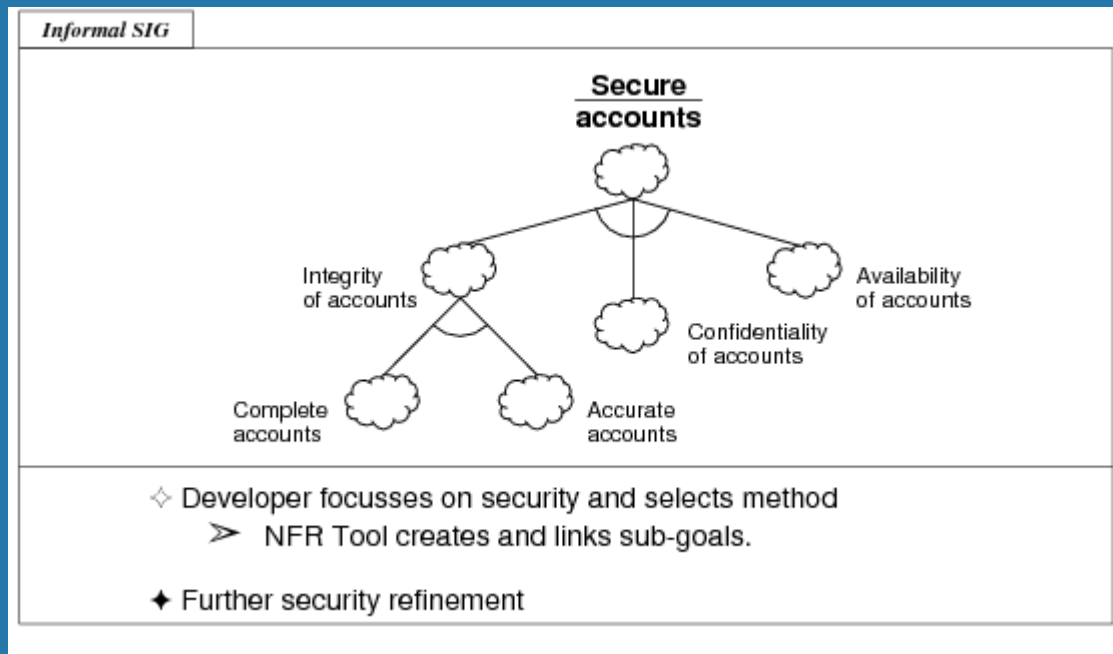 Informal SIG
Secure
accounts
Integrity
of accounts
Availability
of accounts
Confidentiality
of accounts
Complete
accounts
Accurate
accounts
Developer focusses on security and selects method
NFR Tool creates and links sub-goals.
Further security refinement